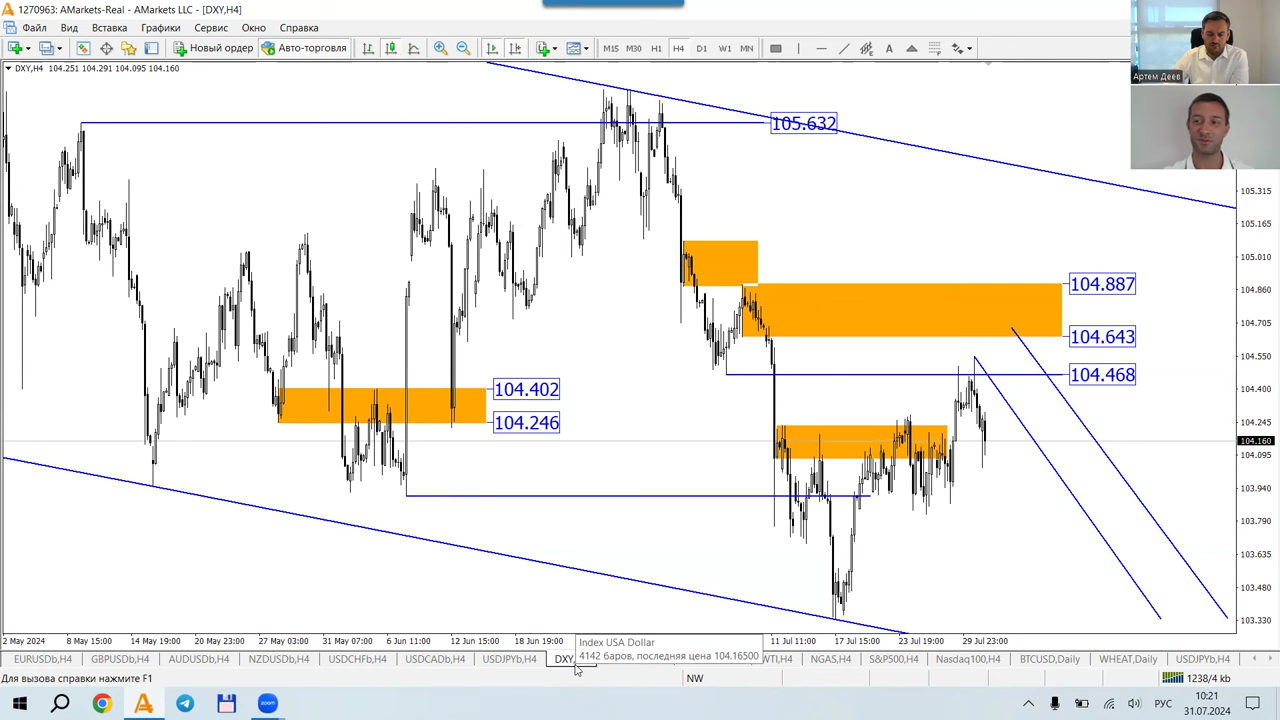 1270963: AMarkets-Real - AMarkets LLC - [DXY,H4]
Файл Вид Вставка Графики Сервис Окно Справка
Новый ордер Авто-торговля M15 M30 H1 H4 D1 W1 MN A
DXY,H4 104.251 104.291 104.095 104.160
Артем Деев
105.632
104.887
104.643
104.468
104.402
104.246
105.315
105.165
105.010
104.860
104.705
104.550
104.400
104.245
104.160
104.095
103.940
103.785
103.635
103.480
103.330
2 May 2024 8 May 15:00 14 May 19:00 20 May 23:00 27 May 03:00 31 May 07:00 6 Jun 11:00 12 Jun 15:00 18 Jun 19:00 11 Jul 11:00 17 Jul 15:00 23 Jul 19:00 29 Jul 23:00
Index USA Dollar
4142 баров, последняя цена 104.16500
EURUSDb,H4 GBPUSDb,H4 AUDUSDb,H4 NZDUSDb,H4 USDCHFb,H4 USDCADb,H4 USDJPYb,H4 DXY WTI,H4 NGAS,H4 S&P500,H4 Nasdaq100,H4 BTCUSD,Daily WHEAT,Daily USDJPYb,H4
Для вызова справки нажмите F1 NW 1238/4 kb
zoom
РУС
10:21
31.07.2024